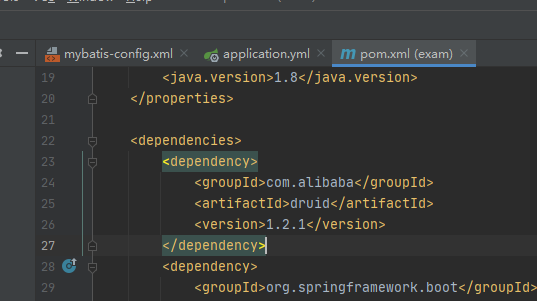 Window Help
mybatis-config.xml application.yml pom.xml (exam)
19 <java.version>1.8</java.version>
20 </properties>
21
22 <dependencies>
23 <dependency>
24 <groupId>com.alibaba</groupId>
25 <artifactId>druid</artifactId>
26 <version>1.2.1</version>
27 </dependency>
28 <dependency>
29 <groupId>org.springframework.boot</groupId>